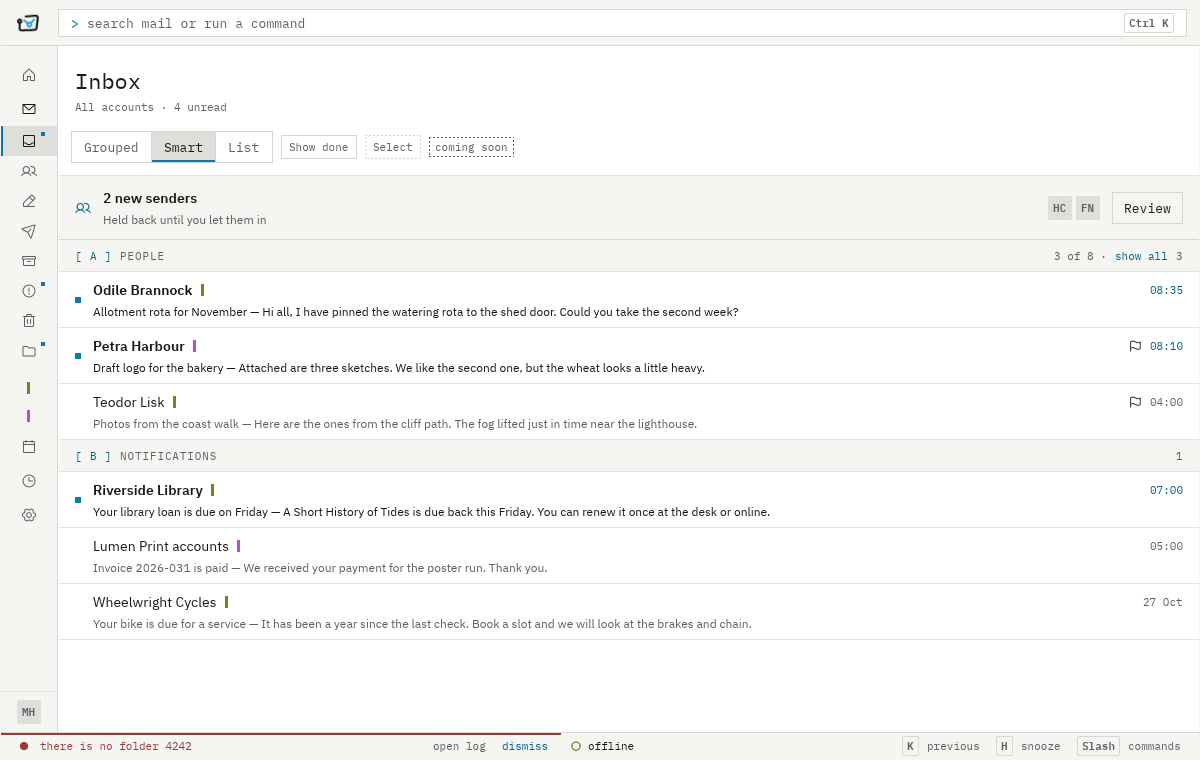 > search mail or run a command Ctrl K
Inbox
All accounts · 4 unread
Grouped Smart List Show done Select coming soon
2 new senders
Held back until you let them in
HC FN Review
[ A ] PEOPLE 3 of 8 · show all 3
Odile Brannock 08:35
Allotment rota for November — Hi all, I have pinned the watering rota to the shed door. Could you take the second week?
Petra Harbour 08:10
Draft logo for the bakery — Attached are three sketches. We like the second one, but the wheat looks a little heavy.
Teodor Lisk 04:00
Photos from the coast walk — Here are the ones from the cliff path. The fog lifted just in time near the lighthouse.
[ B ] NOTIFICATIONS 1
Riverside Library 07:00
Your library loan is due on Friday — A Short History of Tides is due back this Friday. You can renew it once at the desk or online.
Lumen Print accounts 05:00
Invoice 2026-031 is paid — We received your payment for the poster run. Thank you.
Wheelwright Cycles 27 Oct
Your bike is due for a service — It has been a year since the last check. Book a slot and we will look at the brakes and chain.
MH
there is no folder 4242 open log dismiss offline K previous H snooze Slash commands